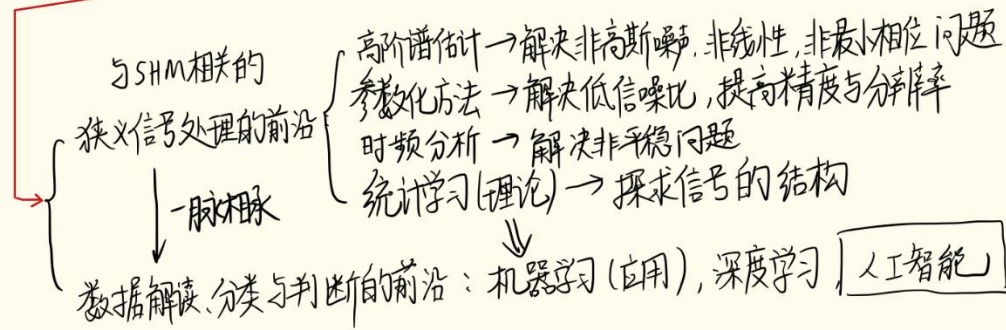 与SHM相关的
狭义信号处理的前沿
高阶谱估计→解决非高斯噪声,非线性,非最小相位问题
参数化方法→解决低信噪比,提高精度与分辨率
时频分析→解决非平稳问题
统计学习(理论)→探求信号的结构
一脉相承
数据解读、分类与判断的前沿:机器学习(应用),深度学习,人工智能